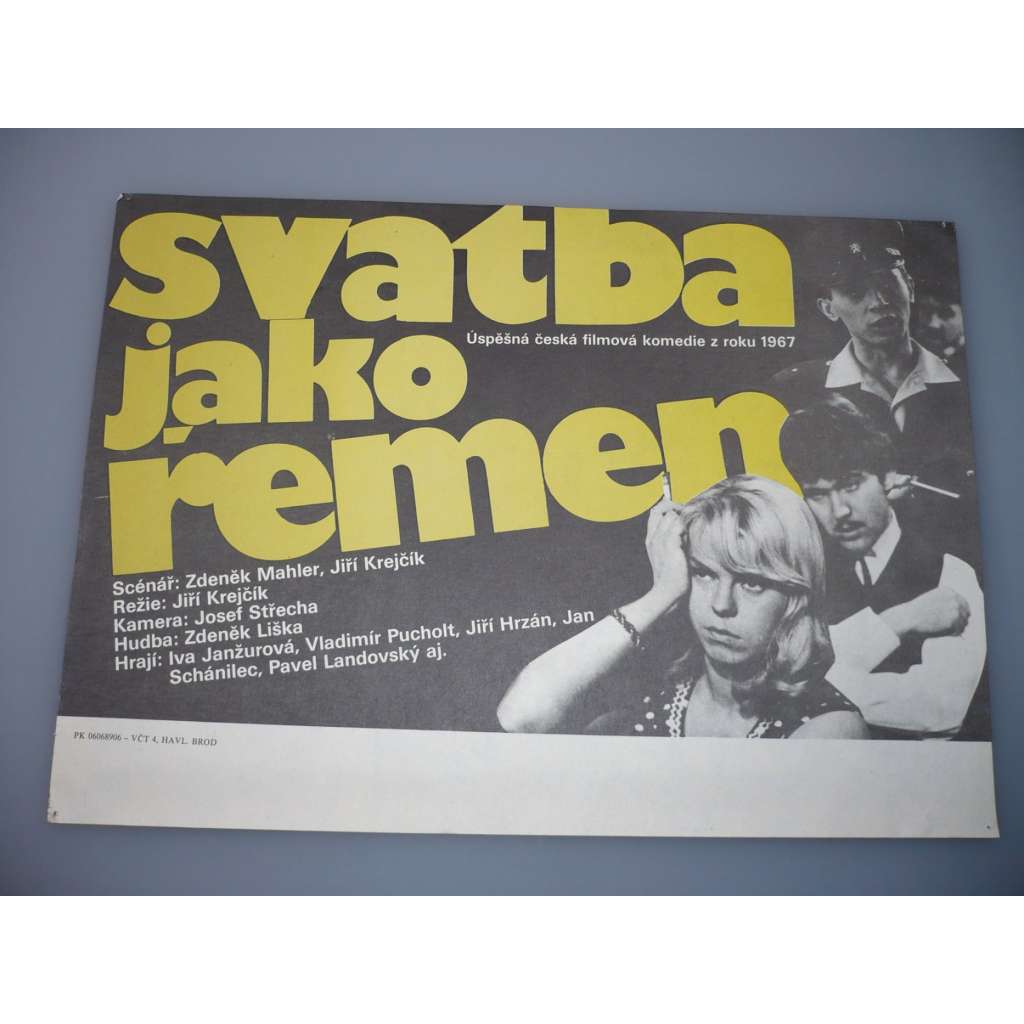 svatba
jako
řemen
Úspěšná česká filmová komedie z roku 1967
Scénář: Zdeněk Mahler, Jiří Krejčík
Režie: Jiří Krejčík
Kamera: Josef Střecha
Hudba: Zdeněk Liška
Hrají: Iva Janžurová, Vladimír Pucholt, Jiří Hrzán, Jan
Schánilec, Pavel Landovský aj.
PK 06068906 – VČT 4, HAVL. BROD